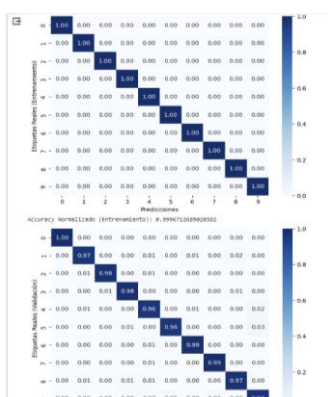 0 1.00 0.00 0.00 0.00 0.00 0.00 0.00 0.00 0.00 0.00
1 0.00 1.00 0.00 0.00 0.00 0.00 0.00 0.00 0.00 0.00
2 0.00 0.00 1.00 0.00 0.00 0.00 0.00 0.00 0.00 0.00
3 0.00 0.00 0.00 1.00 0.00 0.00 0.00 0.00 0.00 0.00
4 0.00 0.00 0.00 0.00 1.00 0.00 0.00 0.00 0.00 0.00
5 0.00 0.00 0.00 0.00 0.00 1.00 0.00 0.00 0.00 0.00
6 0.00 0.00 0.00 0.00 0.00 0.00 1.00 0.00 0.00 0.00
7 0.00 0.00 0.00 0.00 0.00 0.00 0.00 1.00 0.00 0.00
8 0.00 0.00 0.00 0.00 0.00 0.00 0.00 0.00 1.00 0.00
9 0.00 0.00 0.00 0.00 0.00 0.00 0.00 0.00 0.00 1.00
0 1 2 3 4 5 6 7 8 9
Etiquetas Reales (Entrenamiento)
Predicciones
1.0
0.8
0.6
0.4
0.2
0.0
Accuracy Normalizado (Entrenamiento):
0 1.00 0.00 0.00 0.00 0.00 0.00 0.00 0.00 0.00 0.00
1 0.00 0.97 0.00 0.00 0.01 0.00 0.01 0.00 0.02 0.00
2 0.00 0.01 0.98 0.00 0.01 0.00 0.00 0.00 0.01 0.00
3 0.00 0.00 0.01 0.98 0.00 0.00 0.00 0.00 0.01 0.00
4 0.00 0.01 0.00 0.00 0.96 0.00 0.01 0.00 0.00 0.02
5 0.00 0.00 0.00 0.01 0.00 0.96 0.00 0.00 0.00 0.03
6 0.00 0.00 0.00 0.00 0.01 0.00 0.99 0.00 0.00 0.00
7 0.00 0.00 0.00 0.00 0.01 0.00 0.00 0.99 0.00 0.00
8 0.00 0.01 0.00 0.01 0.01 0.00 0.00 0.00 0.97 0.00
Etiquetas Reales (Validación)
1.0
0.8
0.6
0.4
0.2